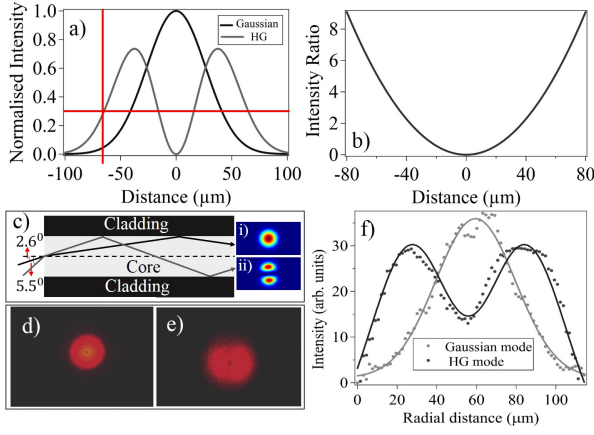 a)
Normalised Intensity
1.0
0.8
0.6
0.4
0.2
0.0
-100
-50
0
50
100
Distance (µm)
Gaussian
HG
b)
Intensity Ratio
8
6
4
2
0
-80
-40
0
40
80
Distance (µm)
c)
Cladding
2.6⁰
Core
5.5⁰
Cladding
i)
ii)
d)
e)
f)
Intensity (arb. units)
30
20
10
0
0
20
40
60
80
100
Radial distance (µm)
Gaussian mode
HG mode